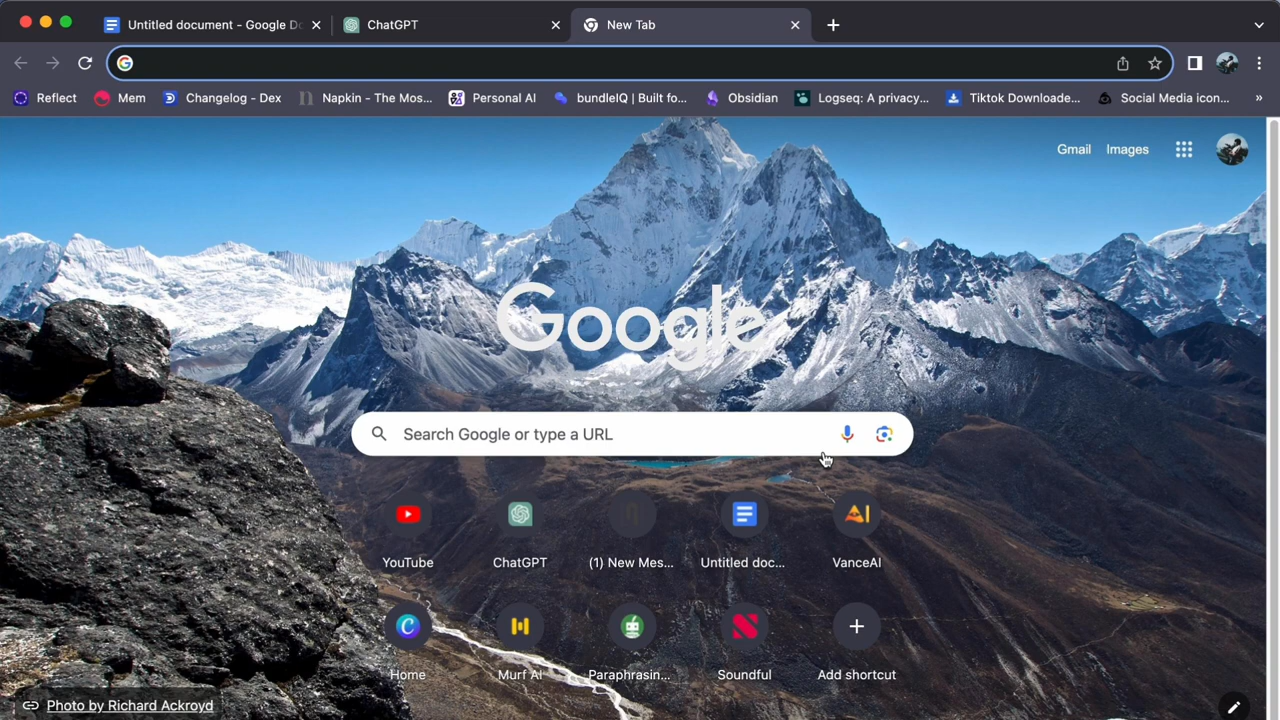 Untitled document - Google Do
ChatGPT
New Tab
Reflect
Mem
Changelog - Dex
Napkin - The Mos...
Personal AI
bundleIQ | Built fo...
Obsidian
Logseq: A privacy...
Tiktok Downloade...
Social Media icon...
»
Gmail
Images
Google
Search Google or type a URL
YouTube
ChatGPT
(1) New Mes...
Untitled doc...
VanceAI
Home
Murf AI
Paraphrasin...
Soundful
Add shortcut
Photo by Richard Ackroyd